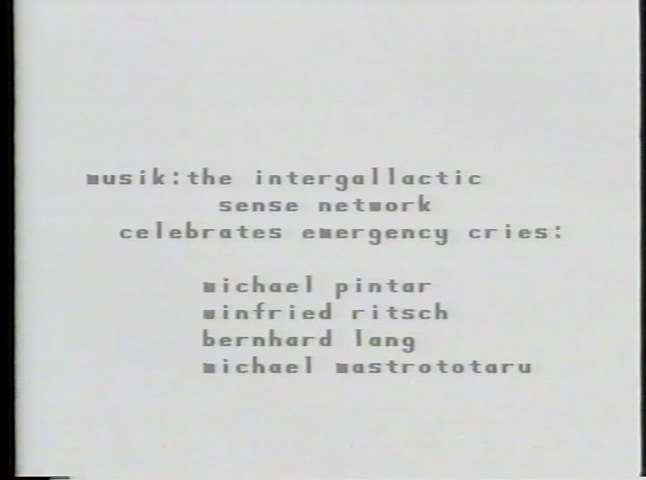 musik:the intergallactic
sense network
celebrates emergency cries:
michael pintar
winfried ritsch
bernhard lang
michael mastrototaru